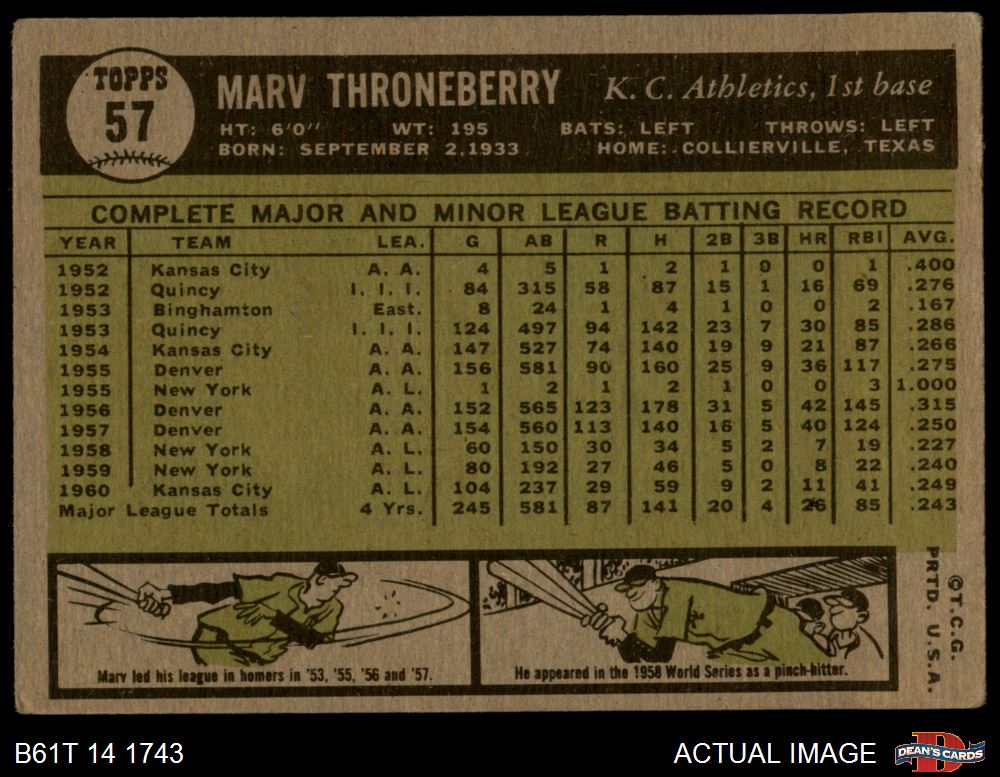 TOPPS
57
MARV THRONEBERRY K. C. Athletics, 1st base
HT: 6'0" WT: 195 BATS: LEFT THROWS: LEFT
BORN: SEPTEMBER 2, 1933 HOME: COLLIERVILLE, TEXAS
COMPLETE MAJOR AND MINOR LEAGUE BATTING RECORD
YEAR TEAM LEA. G AB R H 2B 3B HR RBI AVG.
1952 Kansas City A. A. 4 5 1 2 1 0 0 1 .400
1952 Quincy I. I. I. 84 315 58 87 15 1 16 69 .276
1953 Binghamton East. 8 24 1 4 1 0 0 2 .167
1953 Quincy I. I. I. 124 497 94 142 23 7 30 85 .286
1954 Kansas City A. A. 147 527 74 140 19 9 21 87 .266
1955 Denver A. A. 156 581 90 160 25 9 36 117 .275
1955 New York A. L. 1 2 1 2 1 0 0 3 1.000
1956 Denver A. A. 152 565 123 178 31 5 42 145 .315
1957 Denver A. A. 154 560 113 140 16 5 40 124 .250
1958 New York A. L. 60 150 30 34 5 2 7 19 .227
1959 New York A. L. 80 192 27 46 5 0 8 22 .240
1960 Kansas City A. L. 104 237 29 59 9 2 11 41 .249
Major League Totals 4 Yrs. 245 581 87 141 20 4 26 85 .243
Marv led his league in homers in '53, '55, '56 and '57.
He appeared in the 1958 World Series as a pinch-hitter.
©T.C.G.
PRTD. U.S.A.
B61T 14 1743
ACTUAL IMAGE
DEAN'S CARDS